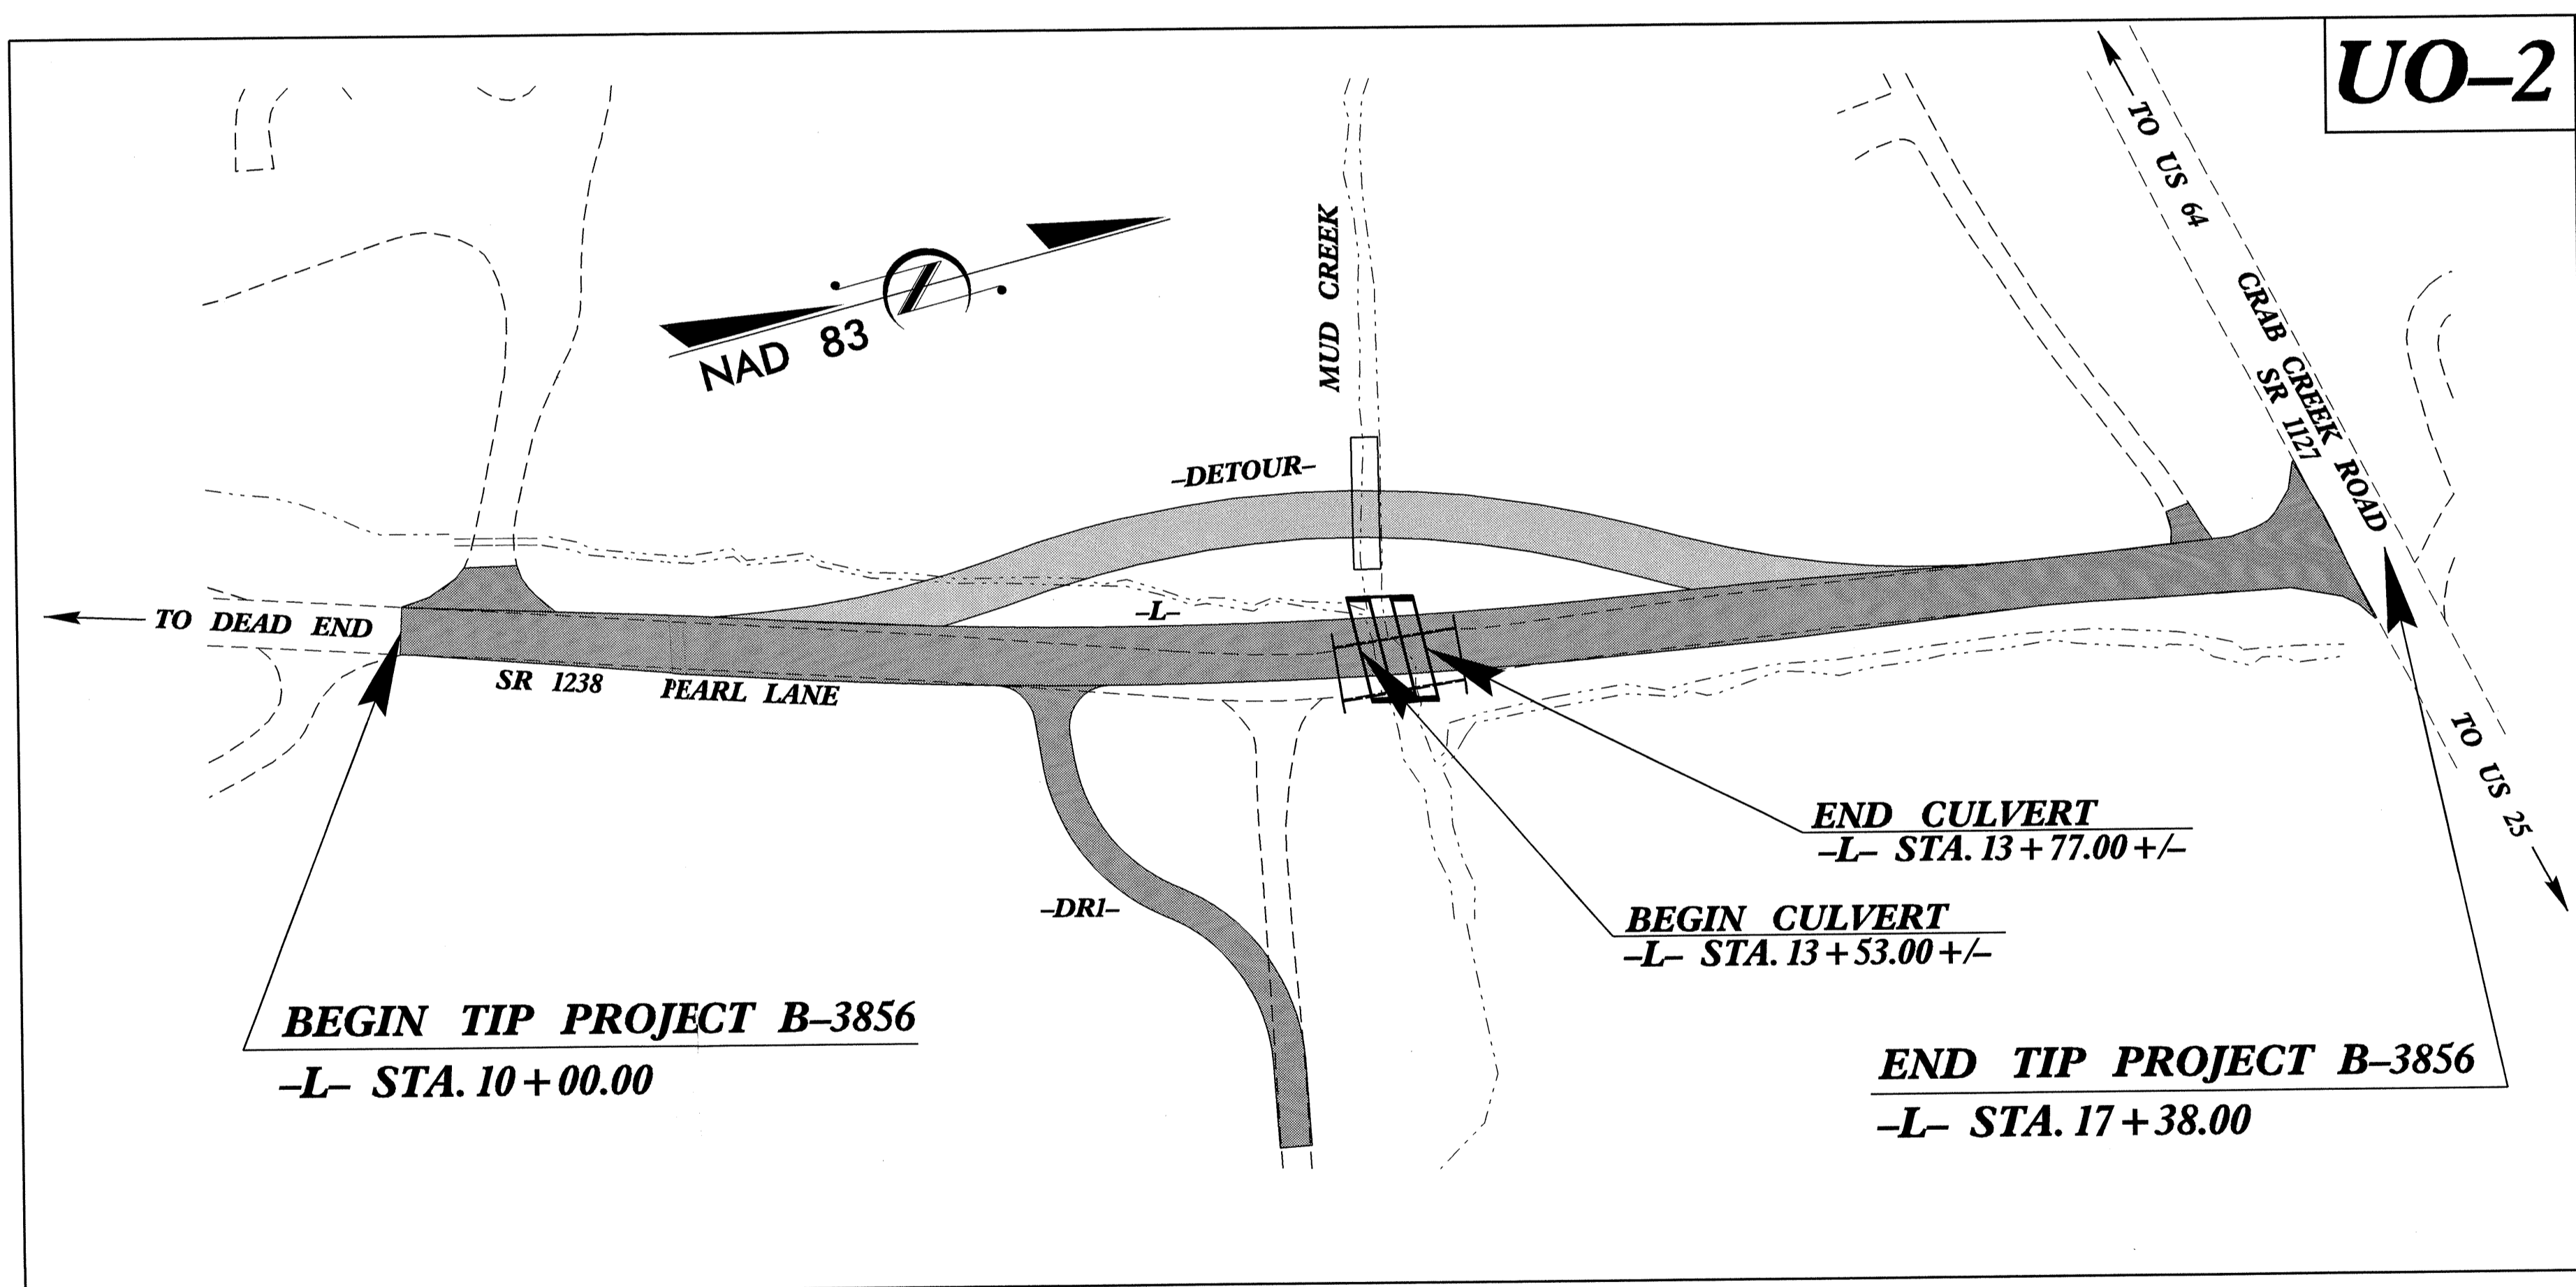 UO–2
TO US 64
CRAB CREEK ROAD
SR 1127
MUD CREEK
NAD 83
–DETOUR–
–L–
TO DEAD END
SR 1238 PEARL LANE
TO US 25
END CULVERT
–L– STA. 13+77.00 +/–
BEGIN CULVERT
–L– STA. 13+53.00 +/–
–DR1–
BEGIN TIP PROJECT B–3856
–L– STA. 10+00.00
END TIP PROJECT B–3856
–L– STA. 17+38.00